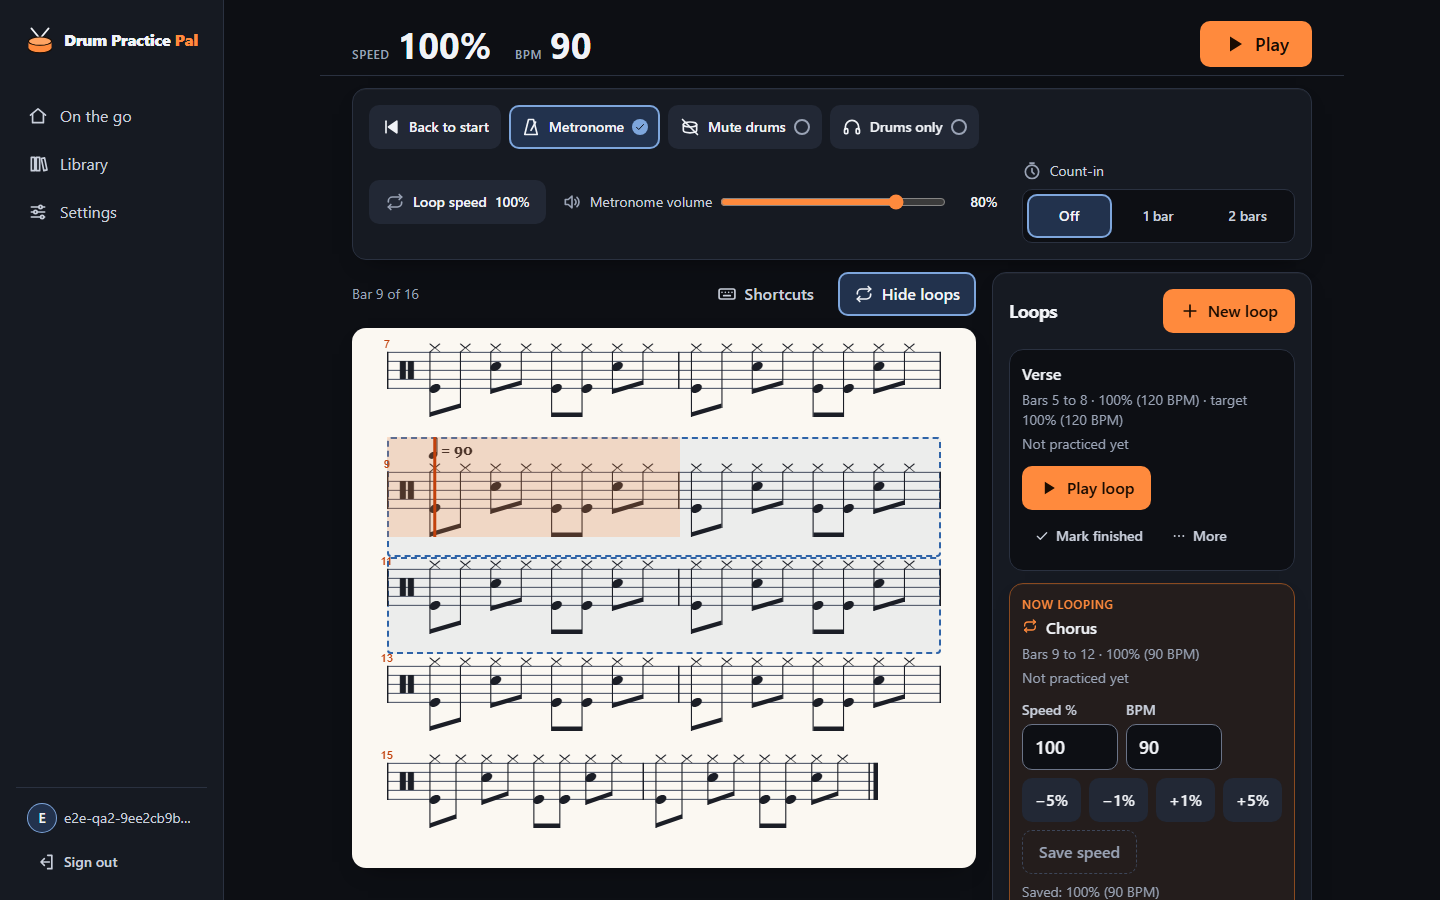 Drum Practice Pal
On the go
Library
Settings
e2e-qa2-9ee2cb9b...
Sign out
SPEED 100% BPM 90
Play
Back to start Metronome Mute drums Drums only
Loop speed 100% Metronome volume 80%
Count-in
Off 1 bar 2 bars
Bar 9 of 16 Shortcuts Hide loops
7
= 90
9
11
13
15
Loops New loop
Verse
Bars 5 to 8 · 100% (120 BPM) · target
100% (120 BPM)
Not practiced yet
Play loop
Mark finished ··· More
NOW LOOPING
Chorus
Bars 9 to 12 · 100% (90 BPM)
Not practiced yet
Speed % BPM
100 90
−5% −1% +1% +5%
Save speed
Saved: 100% (90 BPM)
E